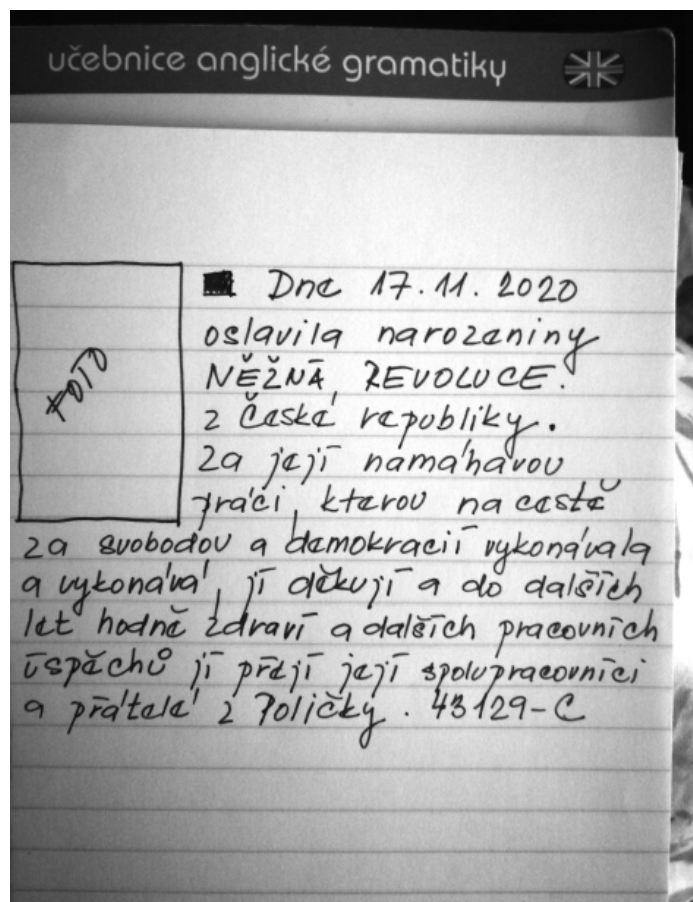 učebnice anglické gramatiky
FOTO
Dne 17.11.2020
oslavila narozeniny
NĚŽNÁ REVOLUCE.
z České republiky.
Za její namáhavou
práci, kterou na cestě
za svobodou a demokracií vykonávala
a vykonává, jí děkují a do dalších
let hodně zdraví a dalších pracovních
úspěchů jí přejí její spolupracovníci
a přátelé z Poličky. 43129-C